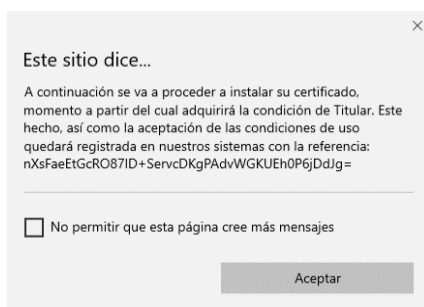 Este sitio dice...
A continuación se va a proceder a instalar su certificado,
momento a partir del cual adquirirá la condición de Titular. Este
hecho, así como la aceptación de las condiciones de uso
quedará registrada en nuestros sistemas con la referencia:
nXsFaeEtGcRO87ID+ServcDKgPAdvWGKUEh0P6jDdJg=
No permitir que esta página cree más mensajes
Aceptar